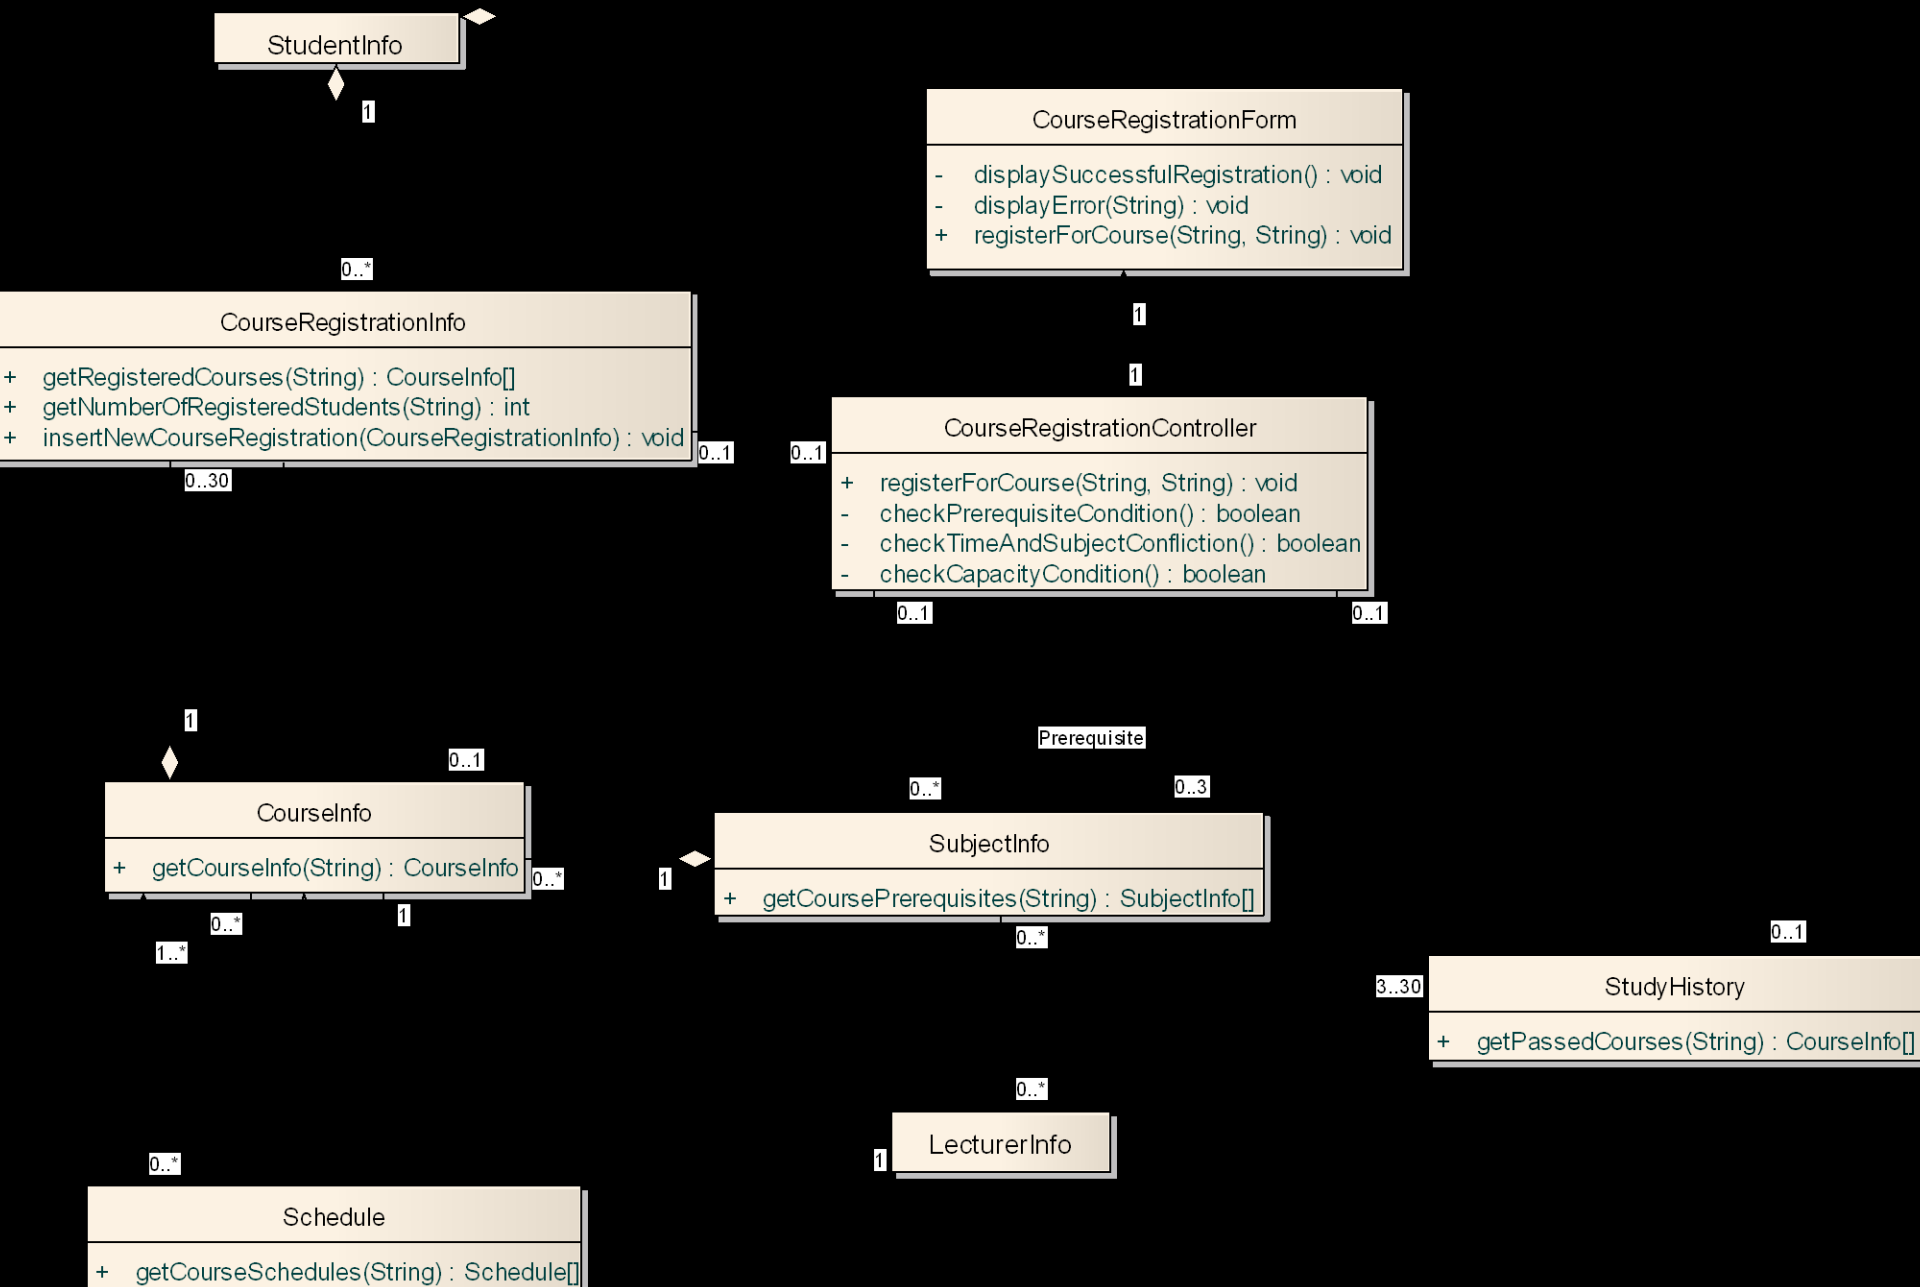 StudentInfo
1
CourseRegistrationForm
- displaySuccessfulRegistration() : void
- displayError(String) : void
+ registerForCourse(String, String) : void
1
0..*
CourseRegistrationInfo
+ getRegisteredCourses(String) : CourseInfo[]
+ getNumberOfRegisteredStudents(String) : int
+ insertNewCourseRegistration(CourseRegistrationInfo) : void
0..1
0..30
1
CourseRegistrationController
0..1
+ registerForCourse(String, String) : void
- checkPrerequisiteCondition() : boolean
- checkTimeAndSubjectConfliction() : boolean
- checkCapacityCondition() : boolean
0..1
0..1
1
0..1
CourseInfo
+ getCourseInfo(String) : CourseInfo
0..*
0..*
1
1..*
Prerequisite
0..*
0..3
1
SubjectInfo
+ getCoursePrerequisites(String) : SubjectInfo[]
0..*
0..1
3..30
StudyHistory
+ getPassedCourses(String) : CourseInfo[]
0..*
1
LecturerInfo
0..*
Schedule
+ getCourseSchedules(String) : Schedule[]